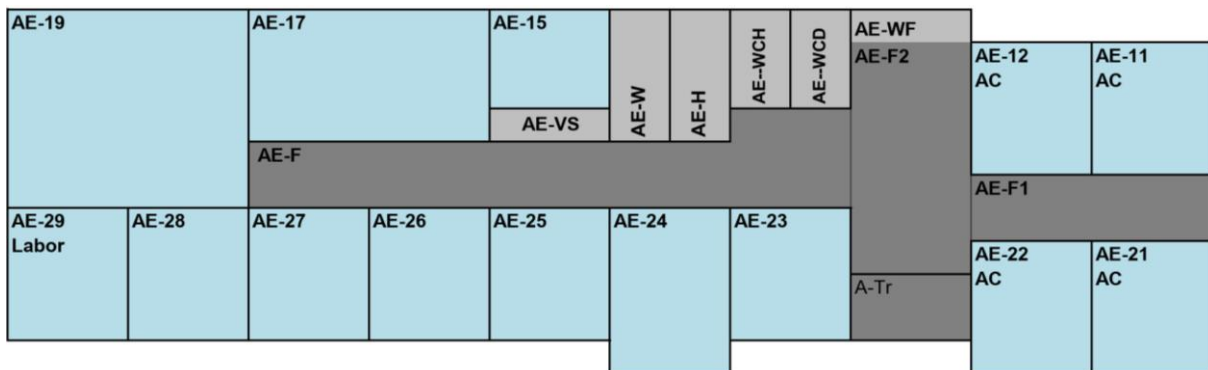 AE-19
AE-17
AE-15
AE-VS
AE-W
AE-H
AE--WCH
AE--WCD
AE-WF
AE-F2
AE-12
AC
AE-11
AC
AE-F
AE-F1
AE-29
Labor
AE-28
AE-27
AE-26
AE-25
AE-24
AE-23
A-Tr
AE-22
AC
AE-21
AC